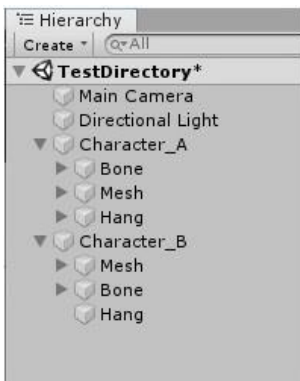 Hierarchy
Create All
TestDirectory*
Main Camera
Directional Light
Character_A
Bone
Mesh
Hang
Character_B
Mesh
Bone
Hang